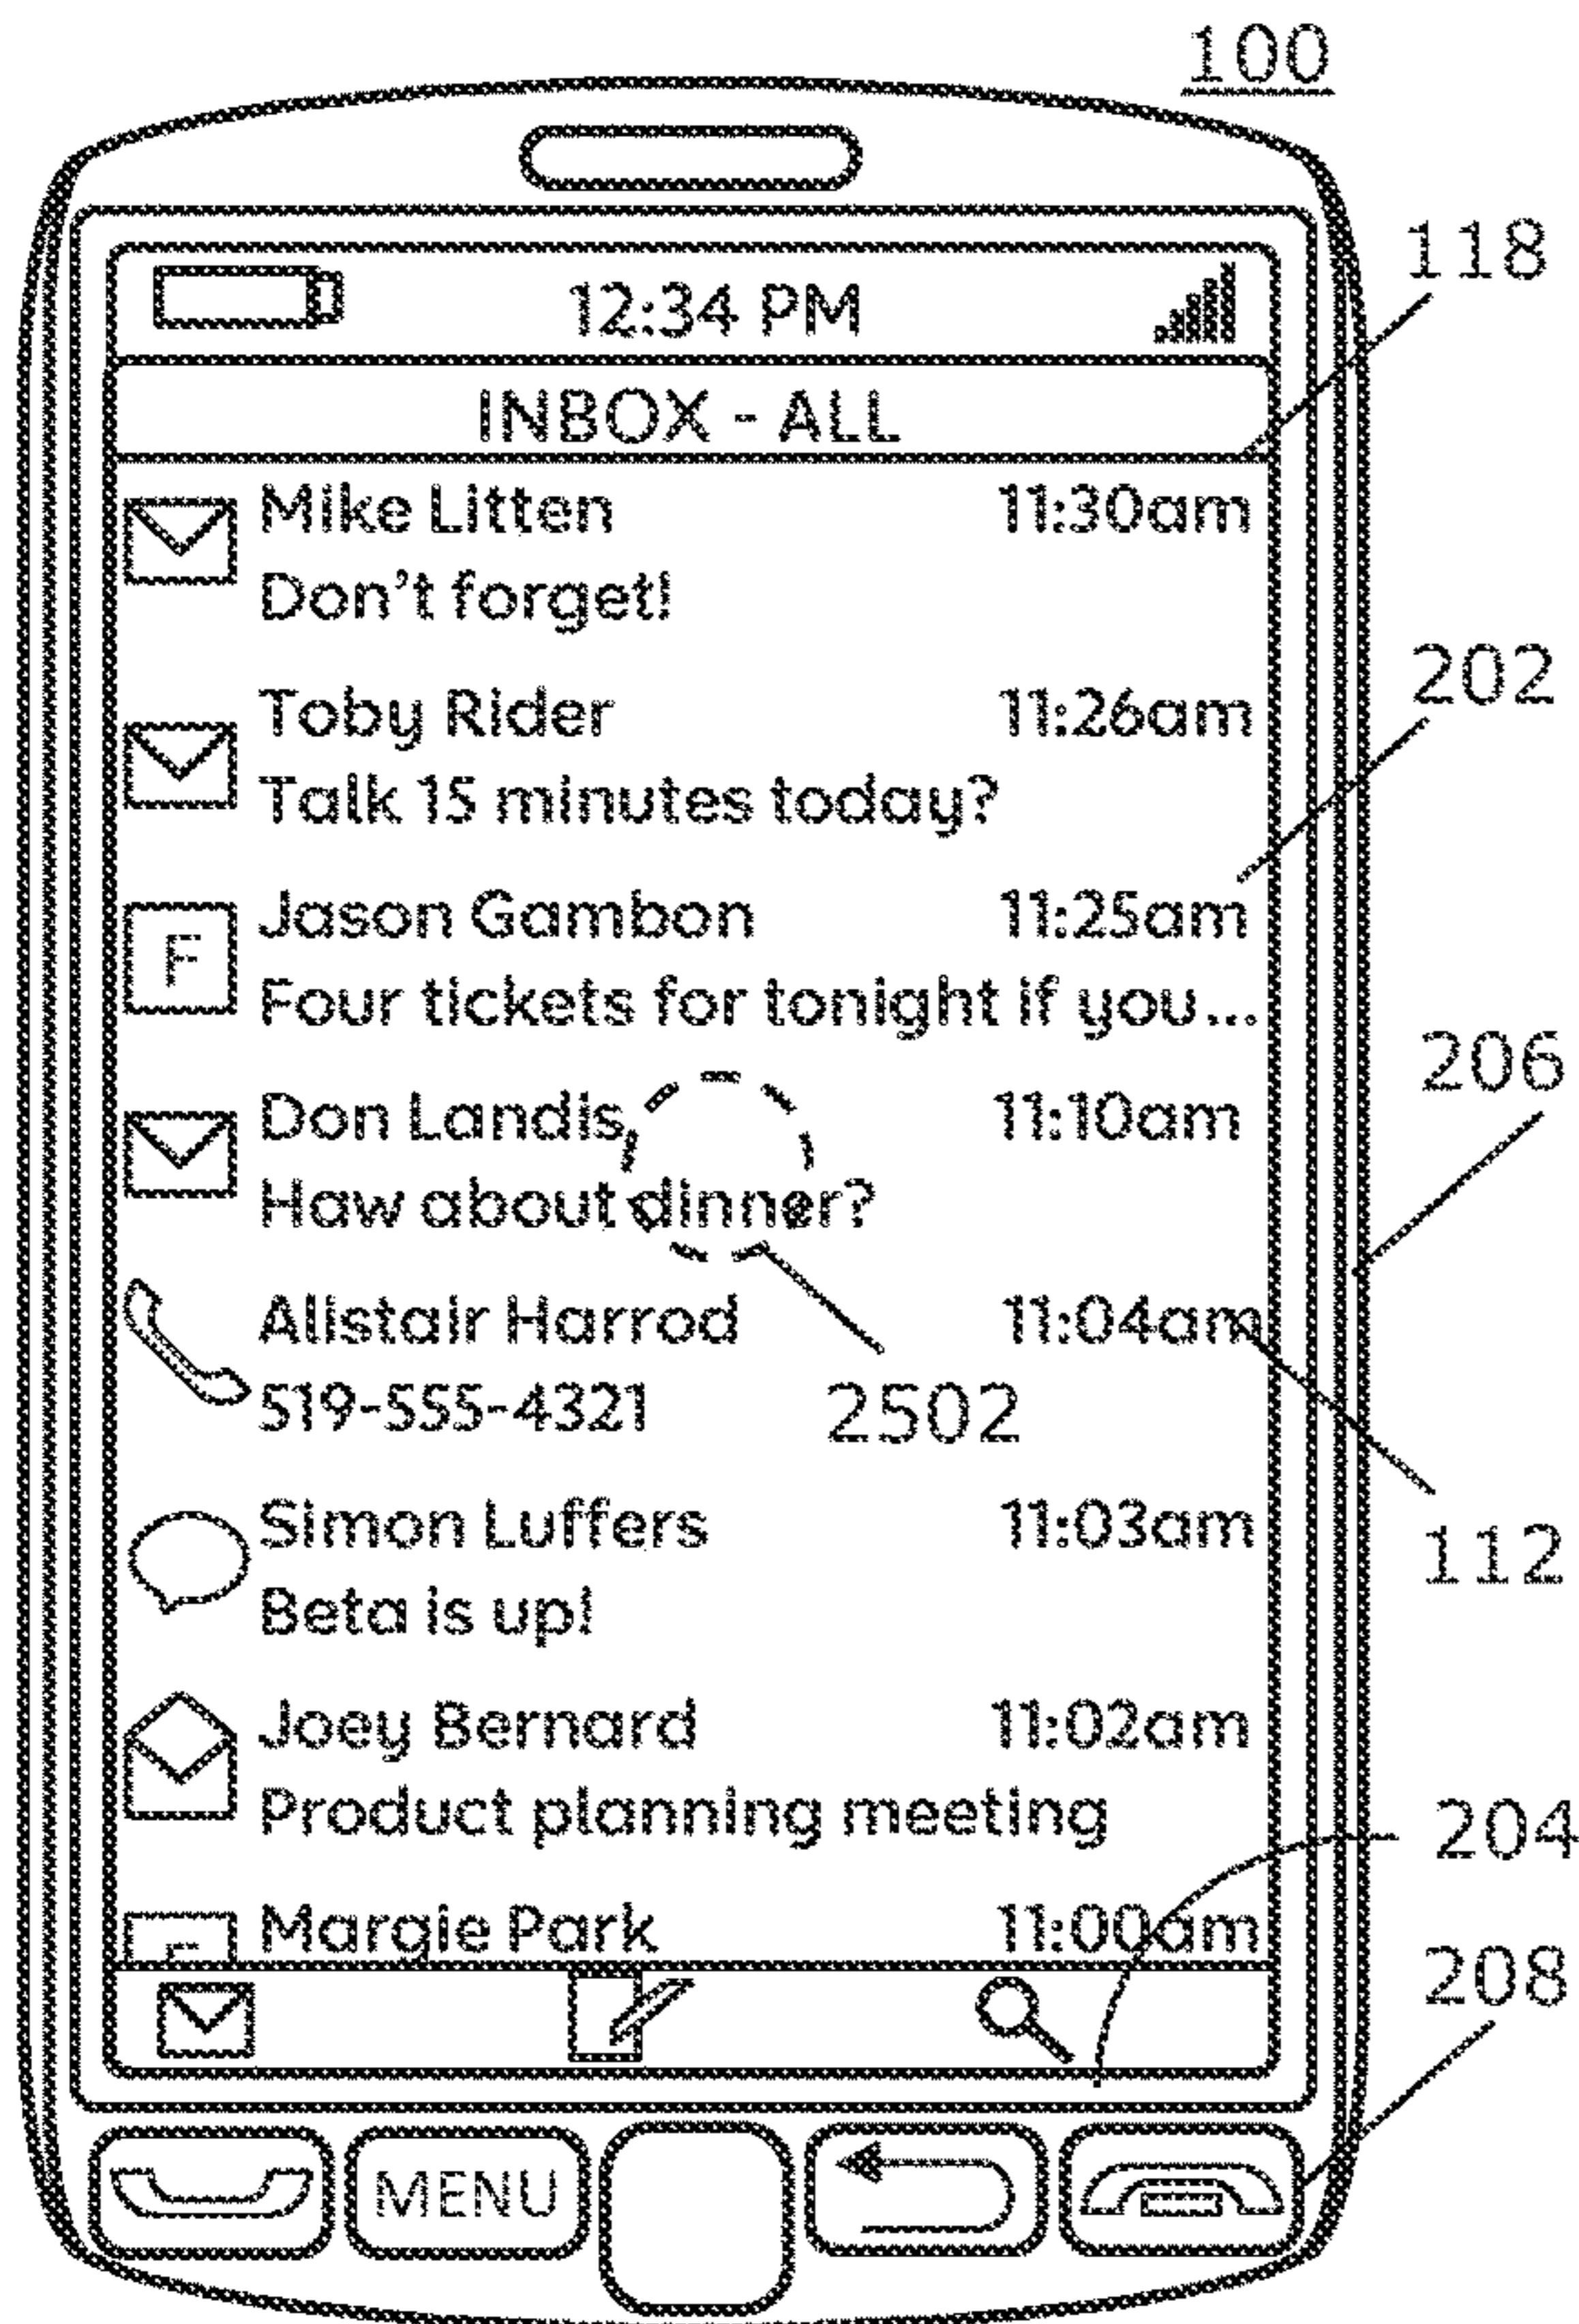 100
118
12:34 PM
INBOX - ALL
Mike Litten 11:30am
Don't forget!
202
Toby Rider 11:26am
Talk 15 minutes today?
F Jason Gambon 11:25am
Four tickets for tonight if you...
206
Don Landis 11:10am
Haw about dinner?
Alistair Harrod 11:04am
519-555-4321
2502
112
Simon Luffers 11:03am
Beta is up!
Joey Bernard 11:02am
Product planning meeting
204
F Margie Park 11:00am
208
MENU